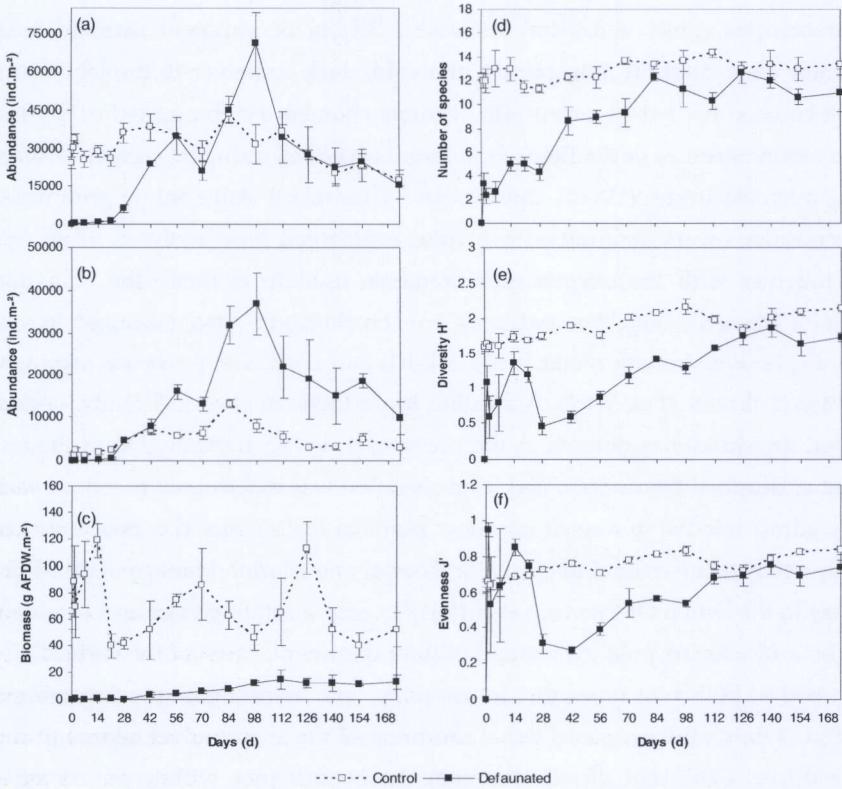 (a)
Abundance (ind.m⁻²)
75000
60000
45000
30000
15000
0
(b)
Abundance (ind.m⁻²)
50000
40000
30000
20000
10000
0
(c)
Biomass (g AFDW.m⁻²)
160
140
120
100
80
60
40
20
0
0 14 28 42 56 70 84 98 112 126 140 154 168
Days (d)
(d)
Number of species
18
16
14
12
10
8
6
4
2
0
(e)
Diversity H'
3
2.5
2
1.5
1
0.5
0
(f)
Evenness J'
1.2
1
0.8
0.6
0.4
0.2
0
0 14 28 42 56 70 84 98 112 126 140 154 168
Days (d)
Control Defaunated